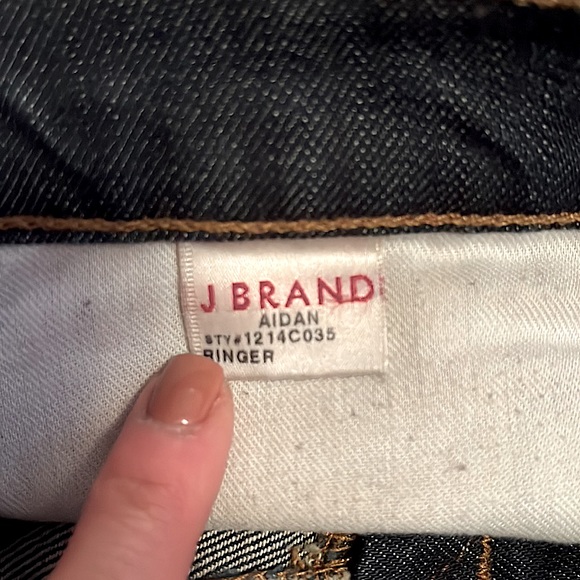 J BRAND
AIDAN
STY#1214C035
RINGER